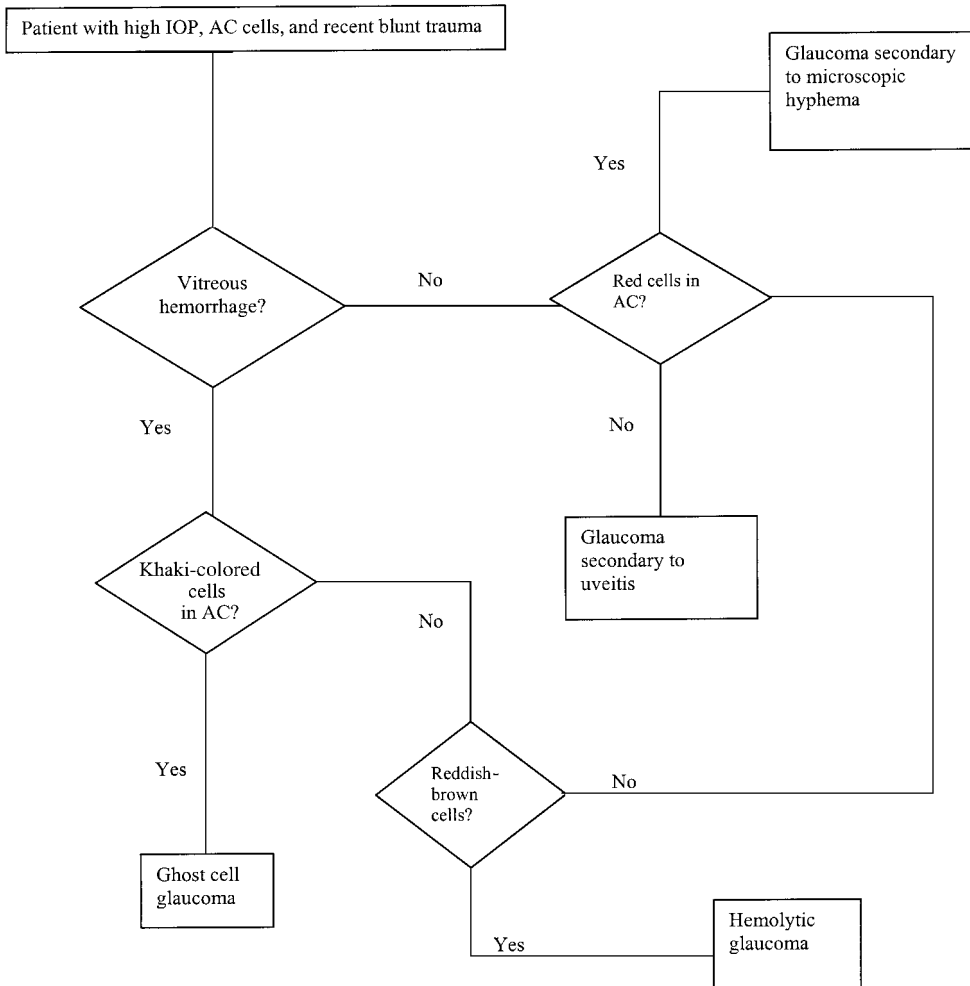 Patient with high IOP, AC cells, and recent blunt trauma
Glaucoma secondary
to microscopic
hyphema
Yes
Vitreous
hemorrhage?
No
Red cells in
AC?
Yes
No
Glaucoma
secondary to
uveitis
Khaki-colored
cells
in AC?
No
Yes
Reddish-
brown
cells?
No
Ghost cell
glaucoma
Yes
Hemolytic
glaucoma